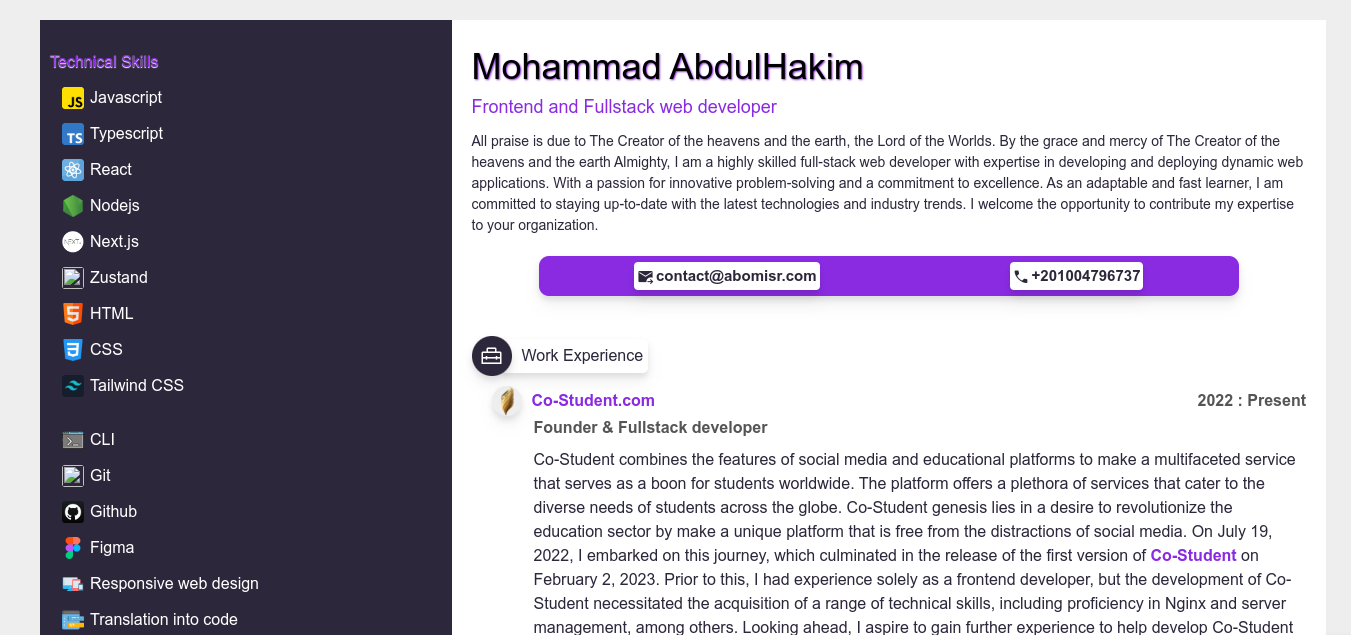 Technical Skills
JS Javascript
TS Typescript
React
Nodejs
NEXT.js Next.js
Zustand
HTML
CSS
Tailwind CSS
CLI
Git
Github
Figma
Responsive web design
Translation into code
Mohammad AbdulHakim
Frontend and Fullstack web developer
All praise is due to The Creator of the heavens and the earth, the Lord of the Worlds. By the grace and mercy of The Creator of the
heavens and the earth Almighty, I am a highly skilled full-stack web developer with expertise in developing and deploying dynamic web
applications. With a passion for innovative problem-solving and a commitment to excellence. As an adaptable and fast learner, I am
committed to staying up-to-date with the latest technologies and industry trends. I welcome the opportunity to contribute my expertise
to your organization.
contact@abomisr.com
+201004796737
Work Experience
Co-Student.com
2022 : Present
Founder & Fullstack developer
Co-Student combines the features of social media and educational platforms to make a multifaceted service
that serves as a boon for students worldwide. The platform offers a plethora of services that cater to the
diverse needs of students across the globe. Co-Student genesis lies in a desire to revolutionize the
education sector by make a unique platform that is free from the distractions of social media. On July 19,
2022, I embarked on this journey, which culminated in the release of the first version of Co-Student on
February 2, 2023. Prior to this, I had experience solely as a frontend developer, but the development of Co-
Student necessitated the acquisition of a range of technical skills, including proficiency in Nginx and server
management, among others. Looking ahead, I aspire to gain further experience to help develop Co-Student